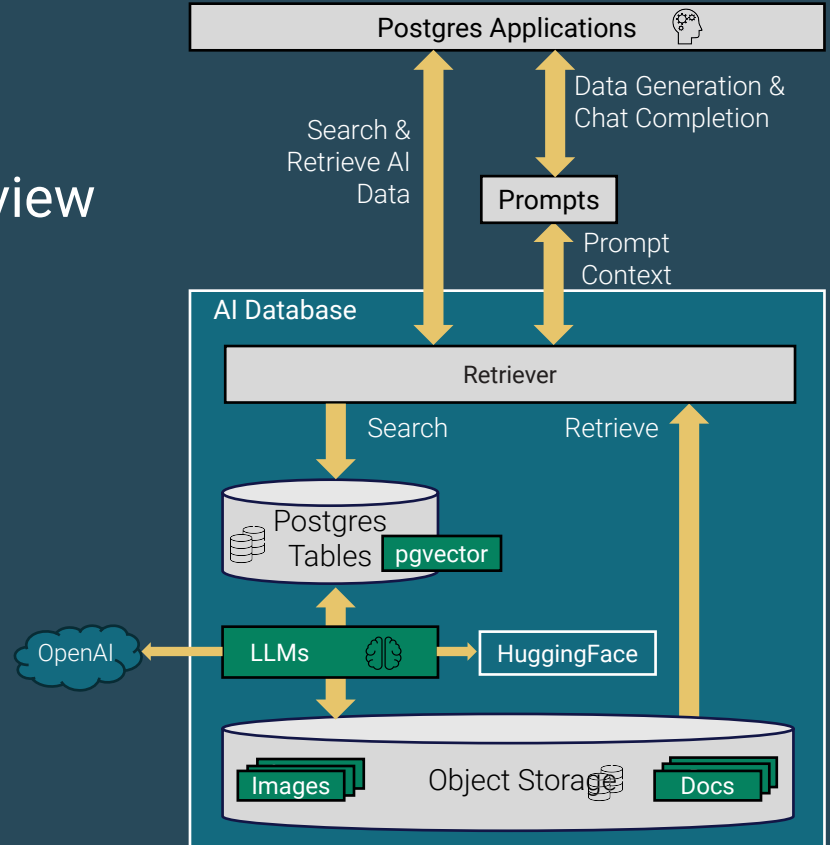 Postgres Applications
Data Generation &
Chat Completion
Search &
Retrieve AI
Data
Prompts
Prompt
Context
AI Database
Retriever
Search
Retrieve
Postgres
Tables
pgvector
OpenAI
LLMs
HuggingFace
Images
Object Storage
Docs